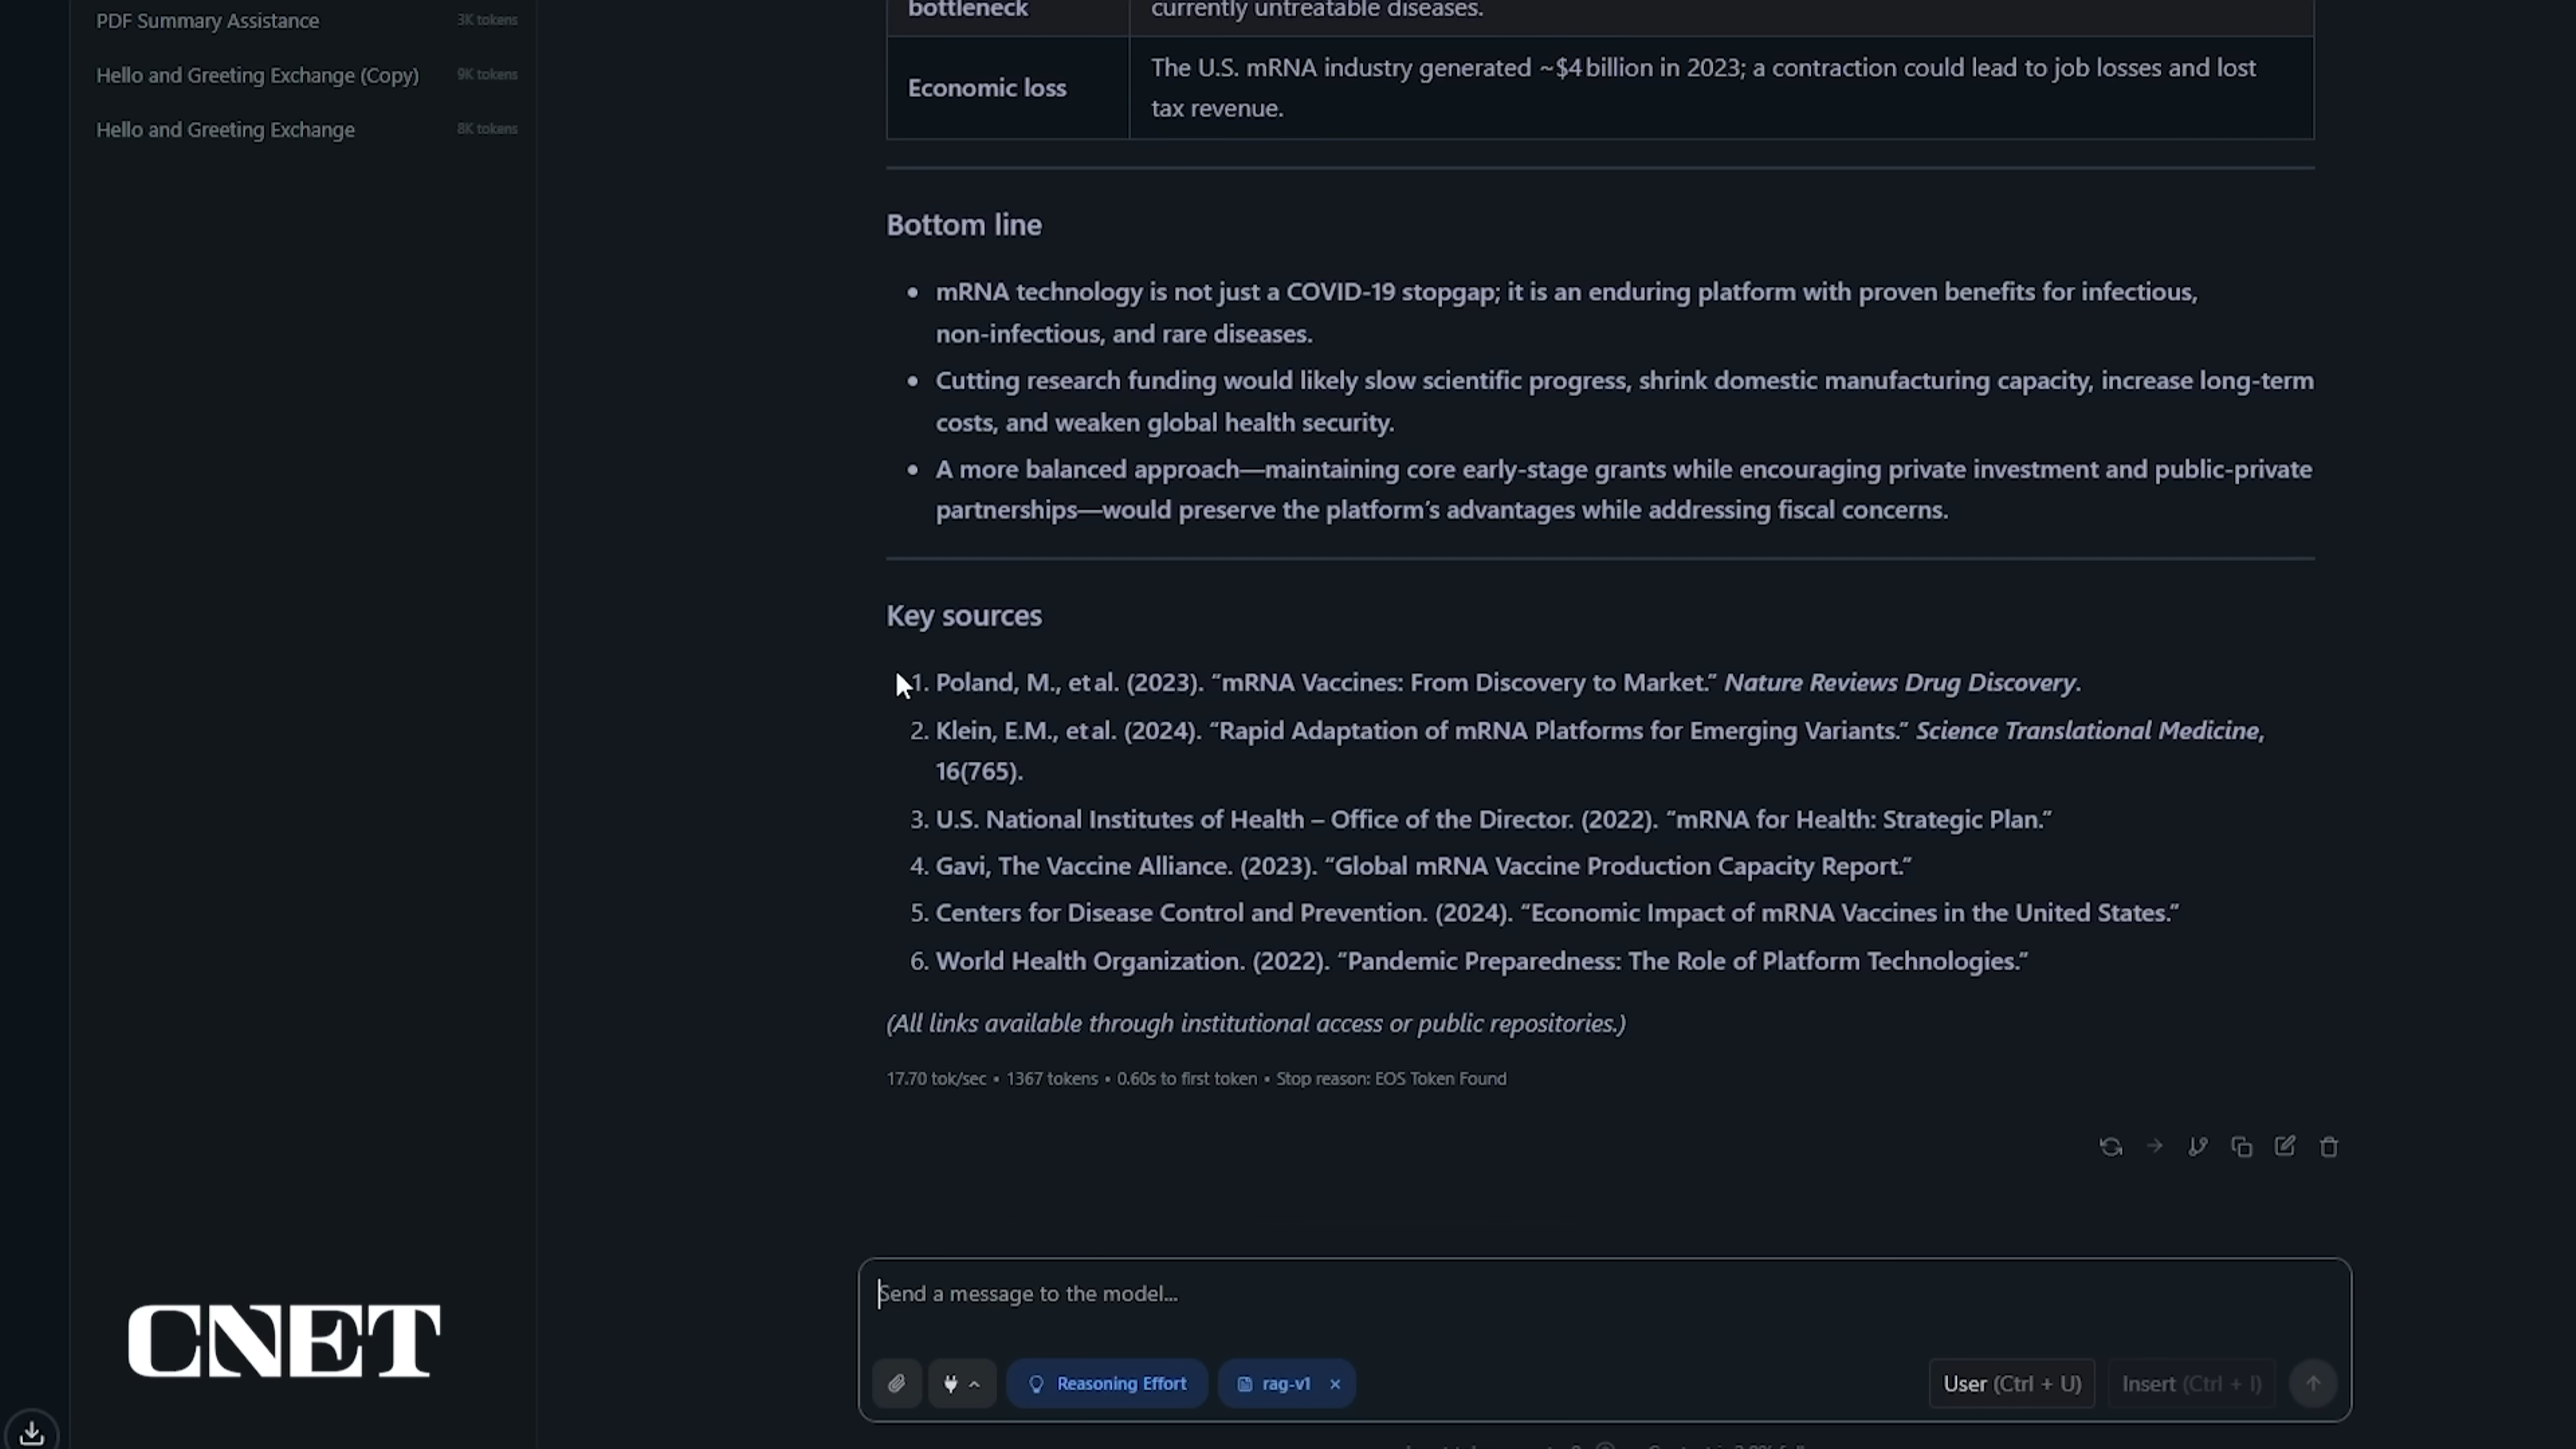 PDF Summary Assistance 3K tokens
Hello and Greeting Exchange (Copy) 9K tokens
Hello and Greeting Exchange 8K tokens
bottleneck currently untreatable diseases.
Economic loss The U.S. mRNA industry generated ~$4 billion in 2023; a contraction could lead to job losses and lost
tax revenue.
Bottom line
• mRNA technology is not just a COVID-19 stopgap; it is an enduring platform with proven benefits for infectious,
non-infectious, and rare diseases.
• Cutting research funding would likely slow scientific progress, shrink domestic manufacturing capacity, increase long-term
costs, and weaken global health security.
• A more balanced approach—maintaining core early-stage grants while encouraging private investment and public-private
partnerships—would preserve the platform’s advantages while addressing fiscal concerns.
Key sources
1. Poland, M., et al. (2023). “mRNA Vaccines: From Discovery to Market.” Nature Reviews Drug Discovery.
2. Klein, E.M., et al. (2024). “Rapid Adaptation of mRNA Platforms for Emerging Variants.” Science Translational Medicine,
16(765).
3. U.S. National Institutes of Health – Office of the Director. (2022). “mRNA for Health: Strategic Plan.”
4. Gavi, The Vaccine Alliance. (2023). “Global mRNA Vaccine Production Capacity Report.”
5. Centers for Disease Control and Prevention. (2024). “Economic Impact of mRNA Vaccines in the United States.”
6. World Health Organization. (2022). “Pandemic Preparedness: The Role of Platform Technologies.”
(All links available through institutional access or public repositories.)
17.70 tok/sec • 1367 tokens • 0.60s to first token • Stop reason: EOS Token Found
Send a message to the model...
Reasoning Effort rag-v1 × User (Ctrl + U) Insert (Ctrl + I)
CNET